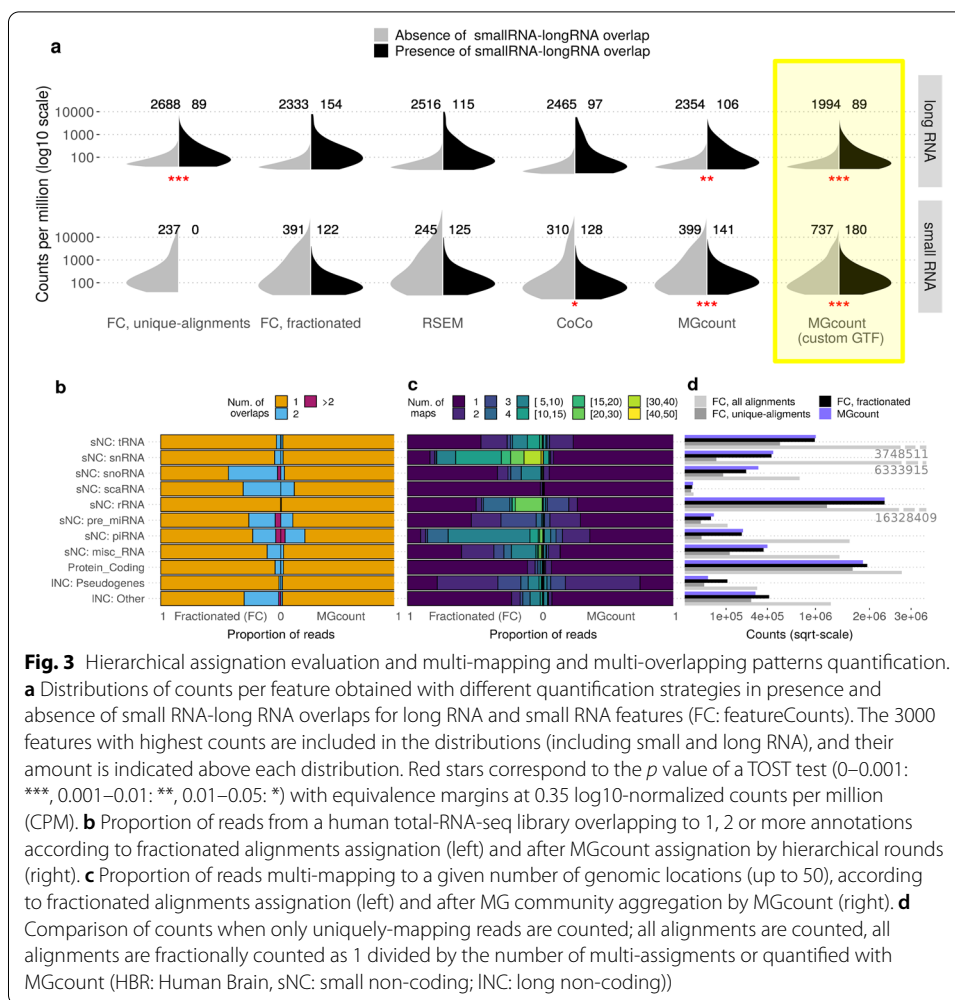 a
Absence of smallRNA-longRNA overlap
Presence of smallRNA-longRNA overlap
Counts per million (log10 scale)
10000
1000
100
2688 89
2333 154
2516 115
2465 97
2354 106
1994 89
***
**
***
long RNA
10000
1000
100
237 0
391 122
245 125
310 128
399 141
737 180
*
***
***
small RNA
FC, unique-alignments
FC, fractionated
RSEM
CoCo
MGcount
MGcount
(custom GTF)
b
Num. of
overlaps
1
>2
2
c
Num. of
maps
1
3
[ 5,10)
[15,20)
[30,40)
2
4
[10,15)
[20,30)
[40,50)
d
FC, all alignments
FC, fractionated
FC, unique-aligments
MGcount
sNC: tRNA
sNC: snRNA
sNC: snoRNA
sNC: scaRNA
sNC: rRNA
sNC: pre_miRNA
sNC: piRNA
sNC: misc_RNA
Protein_Coding
lNC: Pseudogenes
lNC: Other
3748511
6333915
16328409
1 Fractionated (FC) 0 MGcount 1
Proportion of reads
1 Fractionated (FC) 0 MGcount 1
Proportion of reads
1e+05 4e+05 1e+06 2e+06 3e+06
Counts (sqrt-scale)
Fig. 3 Hierarchical assignation evaluation and multi-mapping and multi-overlapping patterns quantification.
a Distributions of counts per feature obtained with different quantification strategies in presence and
absence of small RNA-long RNA overlaps for long RNA and small RNA features (FC: featureCounts). The 3000
features with highest counts are included in the distributions (including small and long RNA), and their
amount is indicated above each distribution. Red stars correspond to the p value of a TOST test (0–0.001:
***, 0.001–0.01: **, 0.01–0.05: *) with equivalence margins at 0.35 log10-normalized counts per million
(CPM). b Proportion of reads from a human total-RNA-seq library overlapping to 1, 2 or more annotations
according to fractionated alignments assignation (left) and after MGcount assignation by hierarchical rounds
(right). c Proportion of reads multi-mapping to a given number of genomic locations (up to 50), according
to fractionated alignments assignation (left) and after MG community aggregation by MGcount (right). d
Comparison of counts when only uniquely-mapping reads are counted; all alignments are counted, all
alignments are fractionally counted as 1 divided by the number of multi-assigments or quantified with
MGcount (HBR: Human Brain, sNC: small non-coding; lNC: long non-coding))